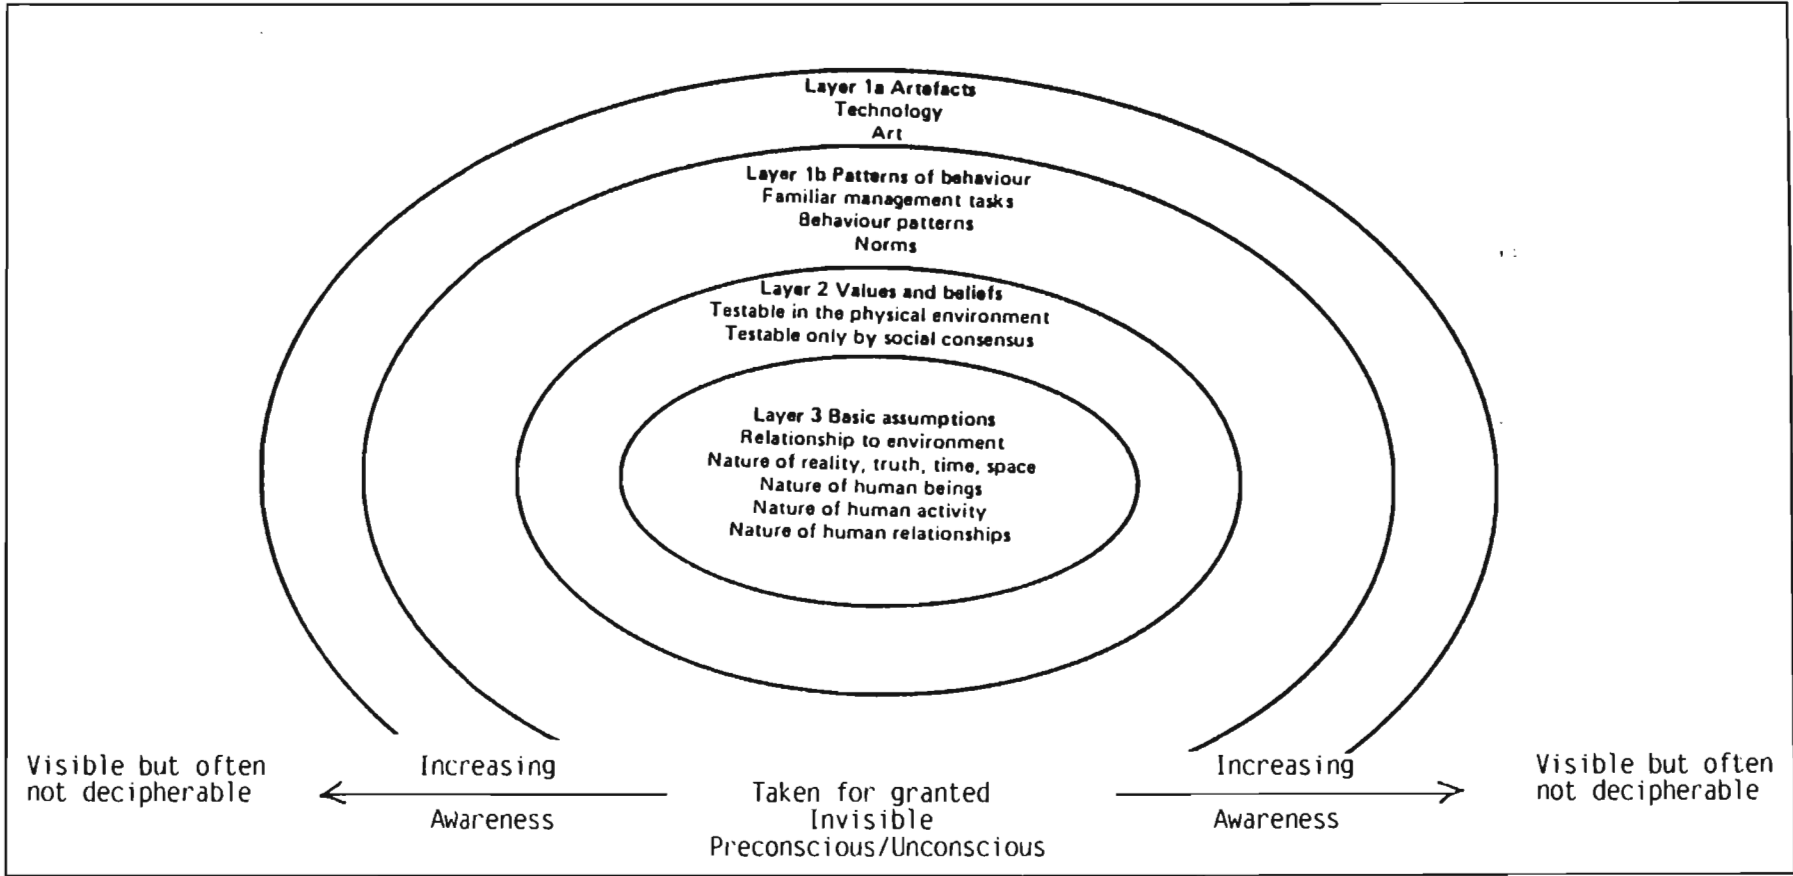 Layer 1a Artefacts
Technology
Art
Layer 1b Patterns of behaviour
Familiar management tasks
Behaviour patterns
Norms
Layer 2 Values and beliefs
Testable in the physical environment
Testable only by social consensus
Layer 3 Basic assumptions
Relationship to environment
Nature of reality, truth, time, space
Nature of human beings
Nature of human activity
Nature of human relationships
Visible but often
not decipherable
Increasing
Awareness
Taken for granted
Invisible
Preconscious/Unconscious
Increasing
Awareness
Visible but often
not decipherable